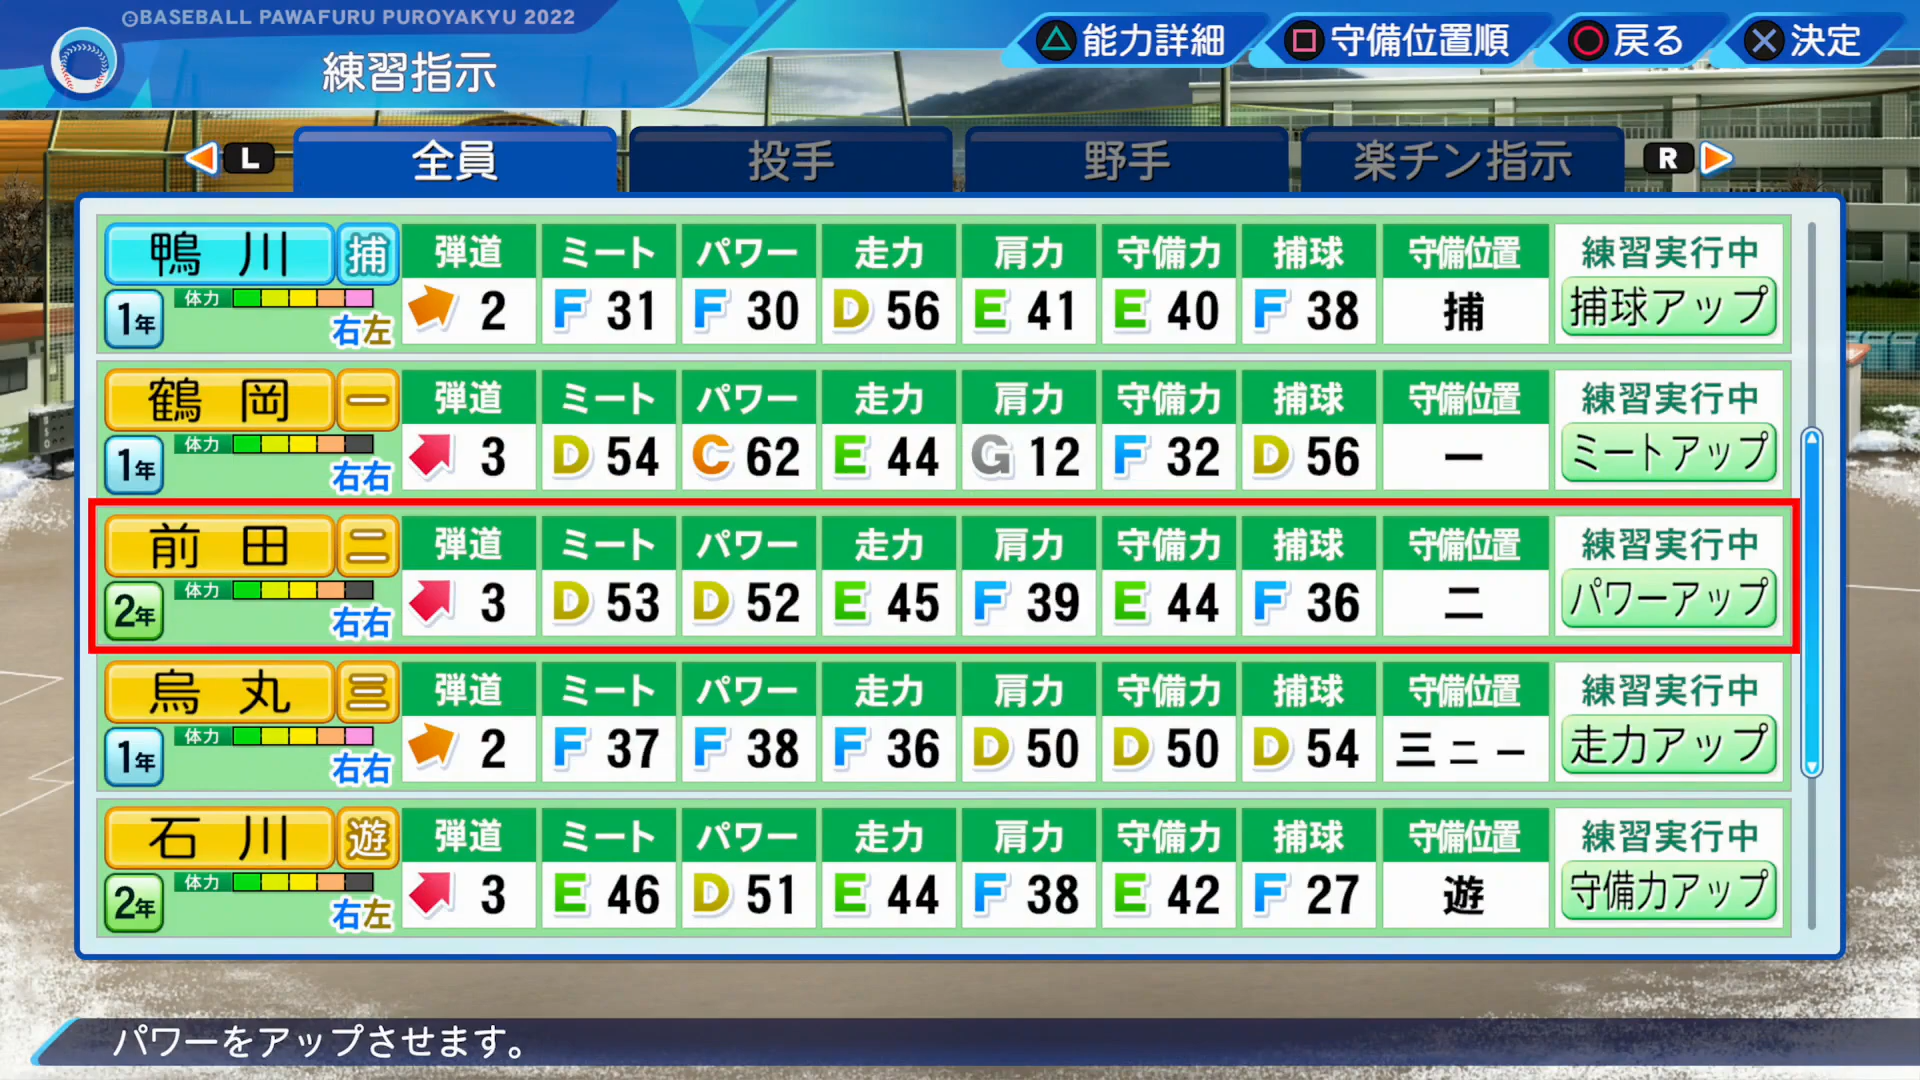 ©BASEBALL PAWAFURU PUROYAKYU 2022
練習指示
能力詳細 守備位置順 戻る 決定
L 全員 投手 野手 楽チン指示 R
鴨川 捕 弾道 ミート パワー 走力 肩力 守備力 捕球 守備位置 練習実行中
1年 体力 右左 2 F 31 F 30 D 56 E 41 E 40 F 38 捕 捕球アップ
鶴岡 一 弾道 ミート パワー 走力 肩力 守備力 捕球 守備位置 練習実行中
1年 体力 右右 3 D 54 C 62 E 44 G 12 F 32 D 56 一 ミートアップ
前田 二 弾道 ミート パワー 走力 肩力 守備力 捕球 守備位置 練習実行中
2年 体力 右右 3 D 53 D 52 E 45 F 39 E 44 F 36 二 パワーアップ
烏丸 三 弾道 ミート パワー 走力 肩力 守備力 捕球 守備位置 練習実行中
1年 体力 右右 2 F 37 F 38 F 36 D 50 D 50 D 54 三二一 走力アップ
石川 遊 弾道 ミート パワー 走力 肩力 守備力 捕球 守備位置 練習実行中
2年 体力 右左 3 E 46 D 51 E 44 F 38 E 42 F 27 遊 守備力アップ
パワーをアップさせます。